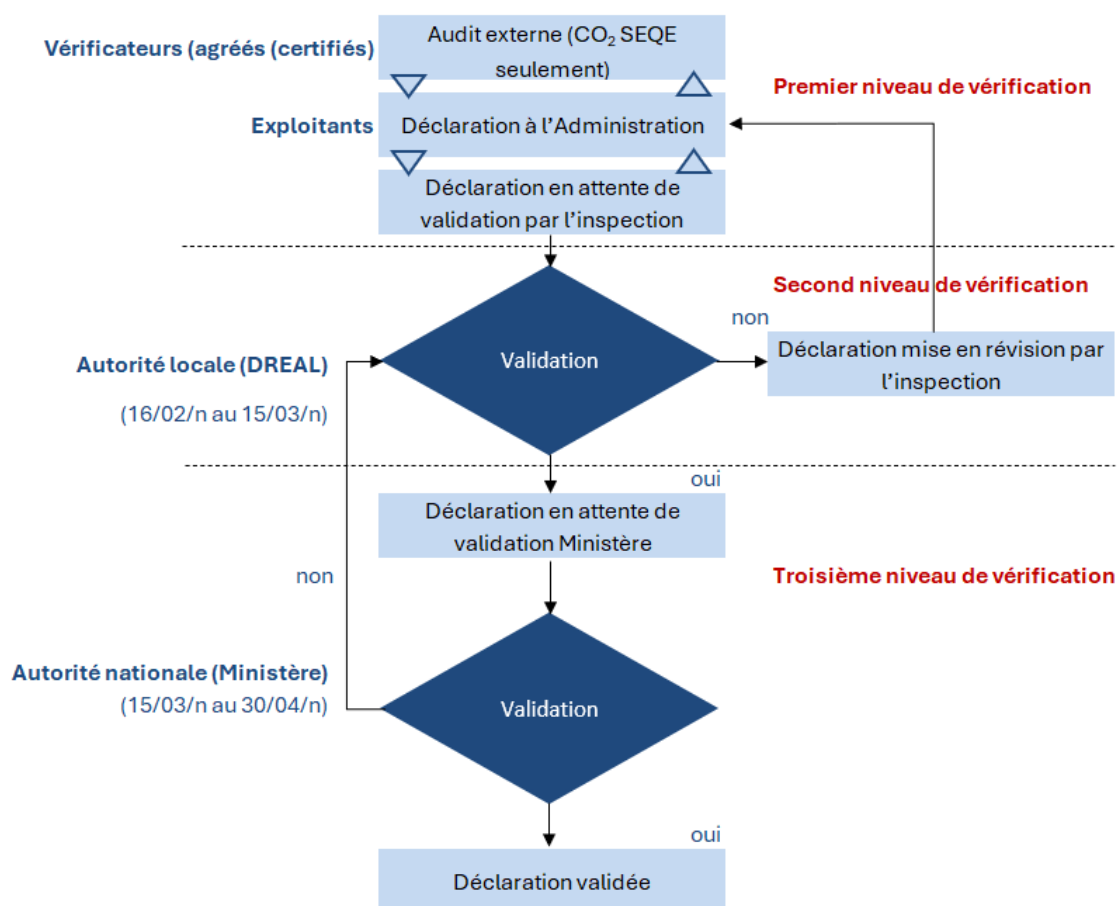 Vérificateurs (agréés (certifiés)
Audit externe (CO₂ SEQE
seulement)
Premier niveau de vérification
Exploitants
Déclaration à l’Administration
Déclaration en attente de
validation par l’inspection
Second niveau de vérification
non
Autorité locale (DREAL)
(16/02/n au 15/03/n)
Validation
Déclaration mise en révision par
l’inspection
oui
Déclaration en attente de
validation Ministère
non
Troisième niveau de vérification
Autorité nationale (Ministère)
(15/03/n au 30/04/n)
Validation
oui
Déclaration validée